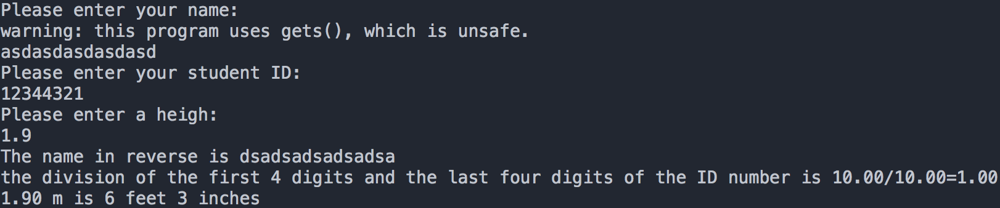 Please enter your name:
warning: this program uses gets(), which is unsafe.
asdasdasdasdasd
Please enter your student ID:
12344321
Please enter a heigh:
1.9
The name in reverse is dsadsadsadsadsa
the division of the first 4 digits and the last four digits of the ID number is 10.00/10.00=1.00
1.90 m is 6 feet 3 inches